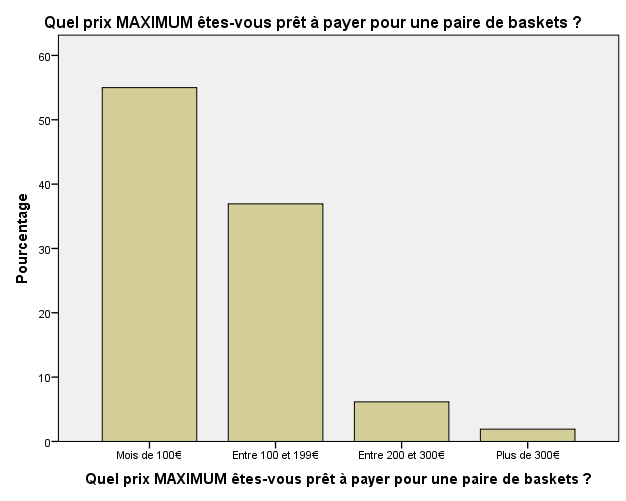 Quel prix MAXIMUM êtes-vous prêt à payer pour une paire de baskets ?
Pourcentage
60
50
40
30
20
10
0
Mois de 100€
Entre 100 et 199€
Entre 200 et 300€
Plus de 300€
Quel prix MAXIMUM êtes-vous prêt à payer pour une paire de baskets ?